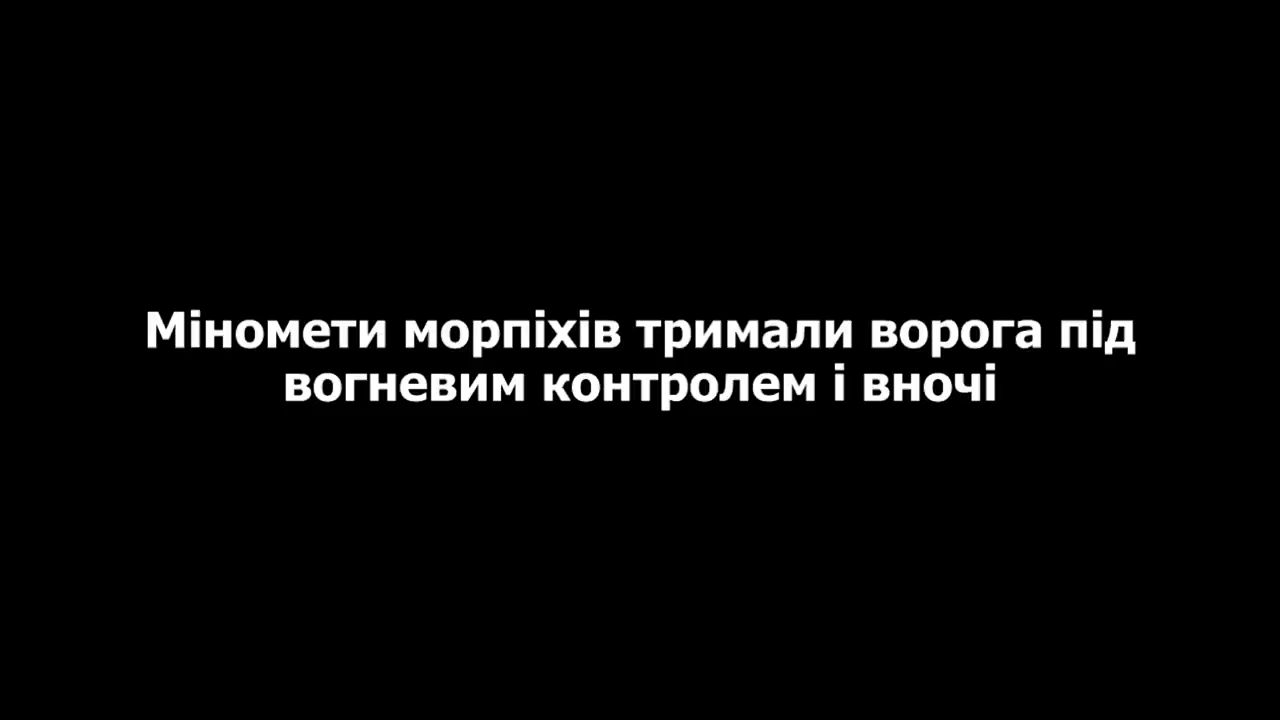 Міномети морпіхів тримали ворога під
вогневим контролем і вночі